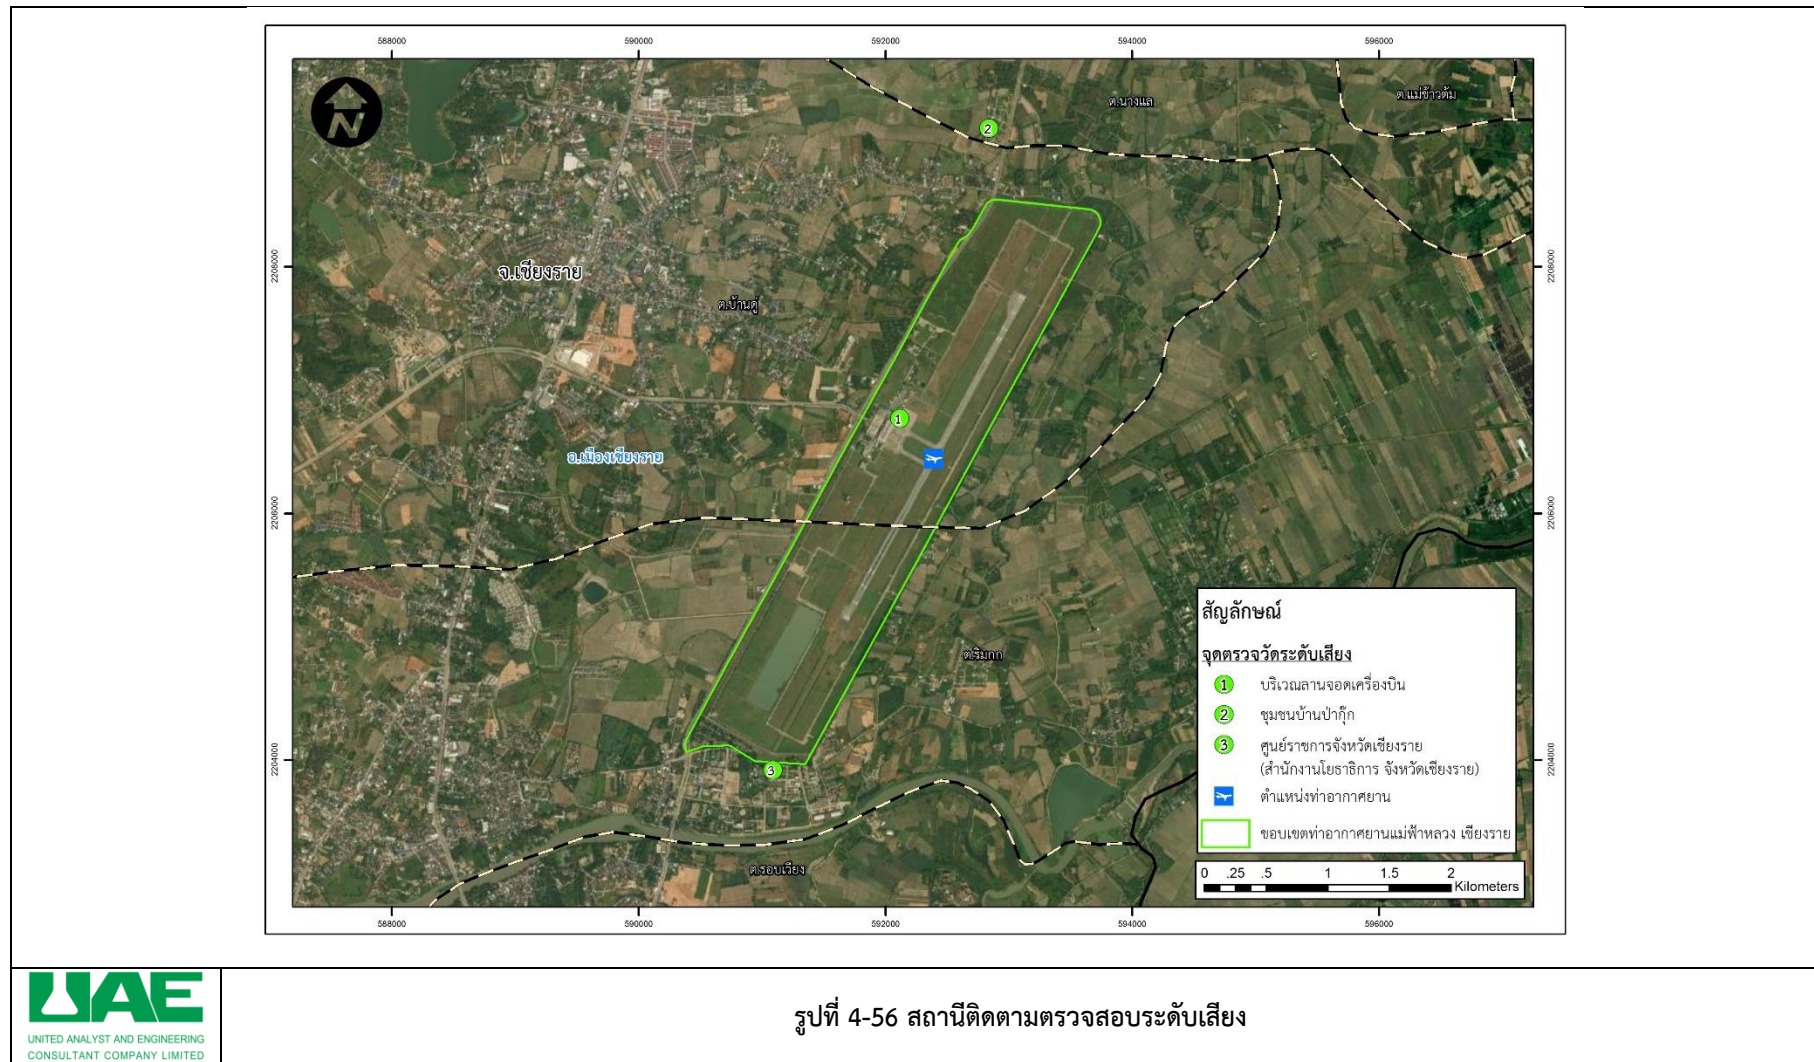 588000 590000 592000 594000 596000
N
ต.นางแล
ต.แม่ข้าวต้ม
2
2208000
2208000
จ.เชียงราย
ต.บ้านดู่
1
อ.เมืองเชียงราย
2206000
2206000
ต.ริมกก
2204000
2204000
3
ต.รอบเวียง
สัญลักษณ์
จุดตรวจวัดระดับเสียง
1 บริเวณลานจอดเครื่องบิน
2 ชุมชนบ้านป่ากุ๊ก
3 ศูนย์ราชการจังหวัดเชียงราย
(สำนักงานโยธาธิการ จังหวัดเชียงราย)
ตำแหน่งท่าอากาศยาน
ขอบเขตท่าอากาศยานแม่ฟ้าหลวง เชียงราย
0 .25 .5 1 1.5 2
Kilometers
588000 590000 592000 594000 596000
UAE
UNITED ANALYST AND ENGINEERING
CONSULTANT COMPANY LIMITED
รูปที่ 4-56 สถานีติดตามตรวจสอบระดับเสียง